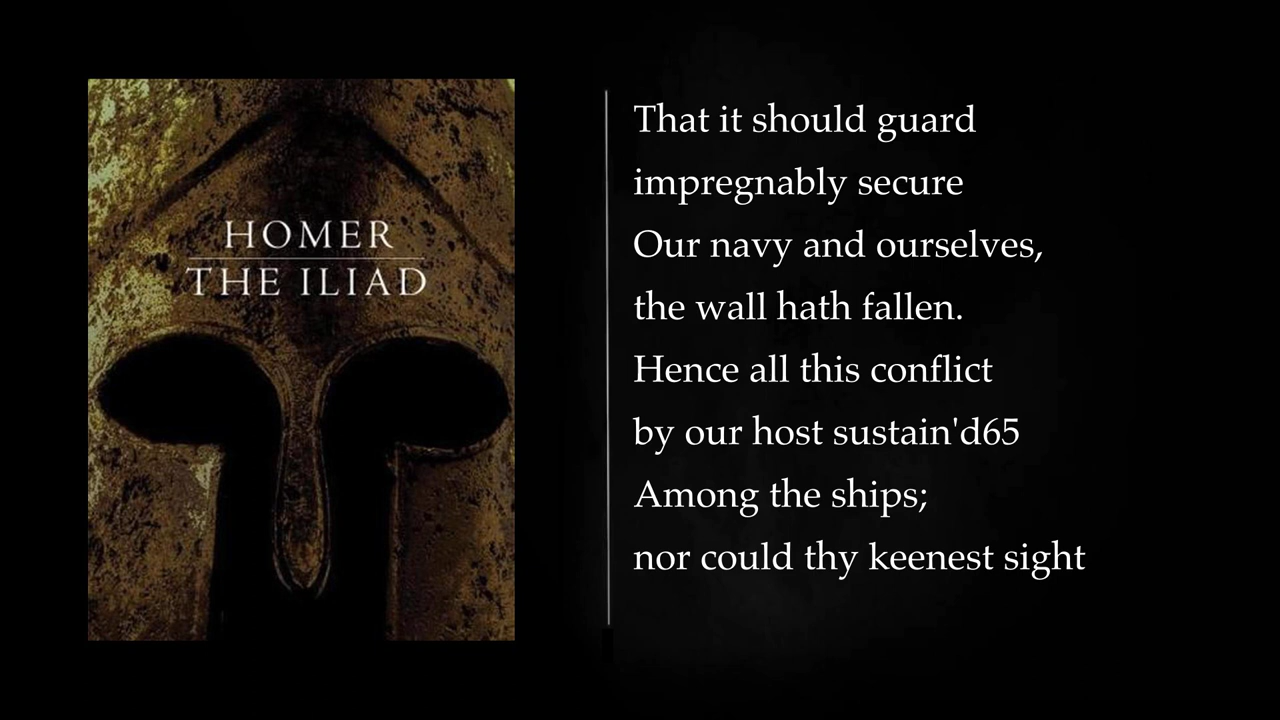 HOMER
THE ILIAD
That it should guard
impregnably secure
Our navy and ourselves,
the wall hath fallen.
Hence all this conflict
by our host sustain'd65
Among the ships;
nor could thy keenest sight